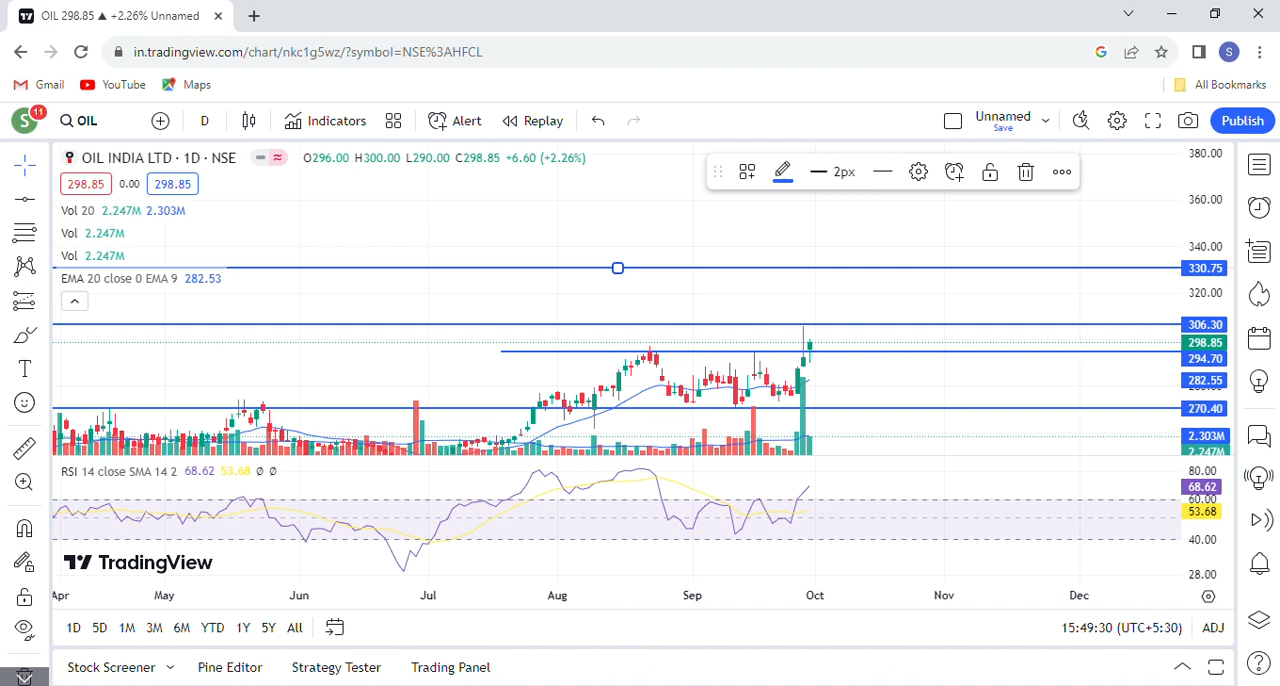 OIL 298.85 ▲ +2.26% Unnamed
in.tradingview.com/chart/nkc1g5wz/?symbol=NSE%3AHFCL
S
Gmail YouTube Maps All Bookmarks
S 11 OIL D Indicators Alert Replay Unnamed Save Publish
OIL INDIA LTD · 1D · NSE O296.00 H300.00 L290.00 C298.85 +6.60 (+2.26%)
298.85 0.00 298.85
2px
Vol 20 2.247M 2.303M
Vol 2.247M
Vol 2.247M
EMA 20 close 0 EMA 9 282.53
380.00
360.00
340.00
330.75
320.00
306.30
298.85
294.70
282.55
270.40
2.303M
2.247M
RSI 14 close SMA 14 2 68.62 53.68 Ø Ø
80.00
68.62
60.00
53.68
40.00
28.00
TradingView
Apr May Jun Jul Aug Sep Oct Nov Dec
1D 5D 1M 3M 6M YTD 1Y 5Y All 15:49:30 (UTC+5:30) ADJ
Stock Screener Pine Editor Strategy Tester Trading Panel